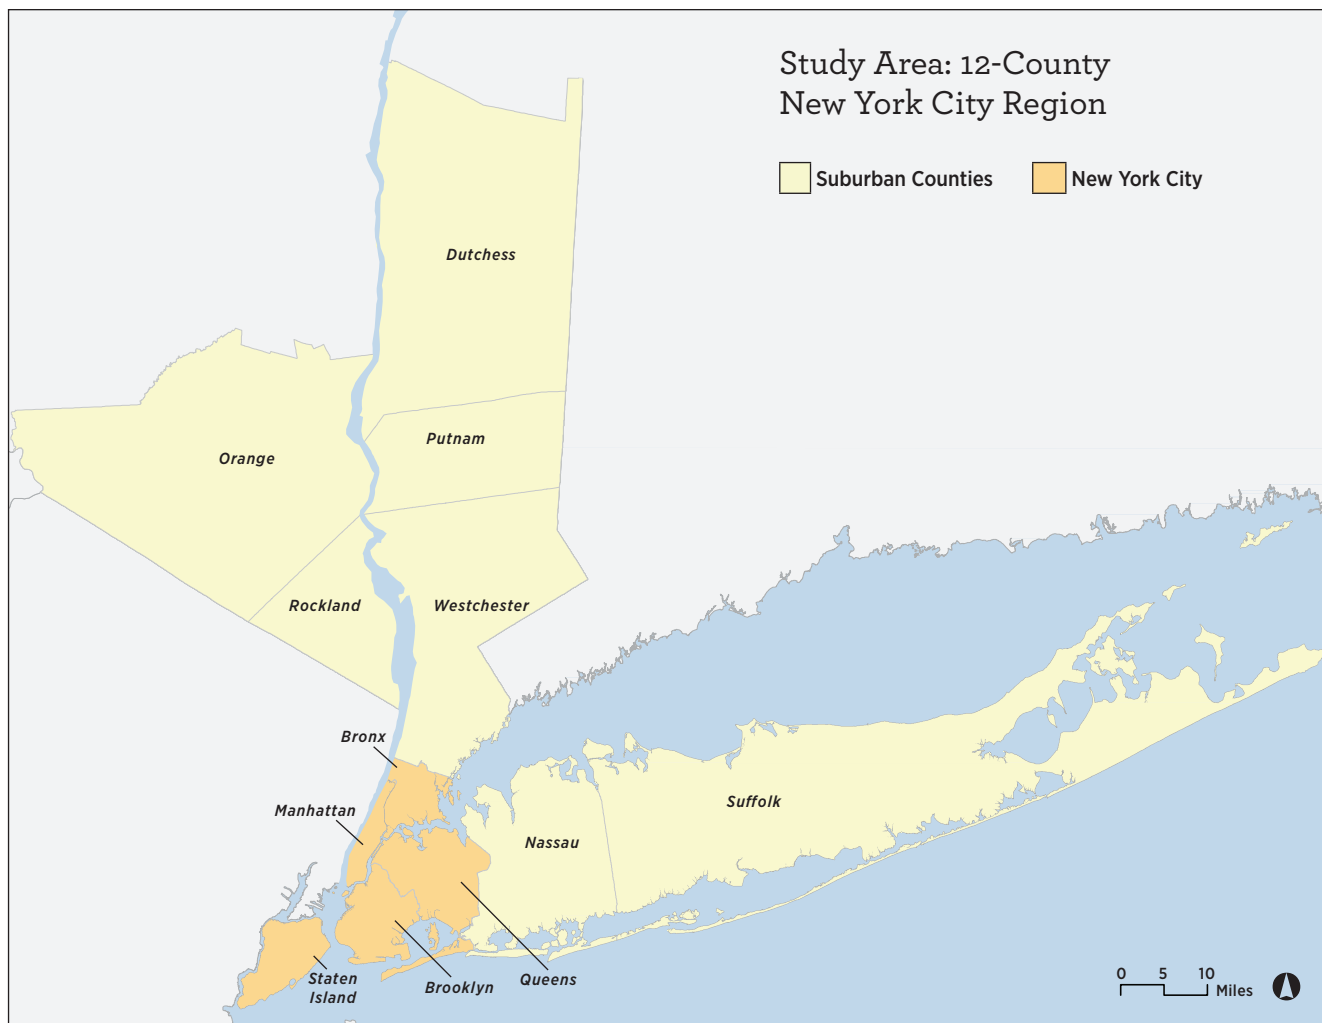 Study Area: 12-County
New York City Region
Suburban Counties
New York City
Dutchess
Putnam
Orange
Rockland
Westchester
Bronx
Manhattan
Suffolk
Nassau
Staten
Island
Brooklyn
Queens
0 5 10
Miles